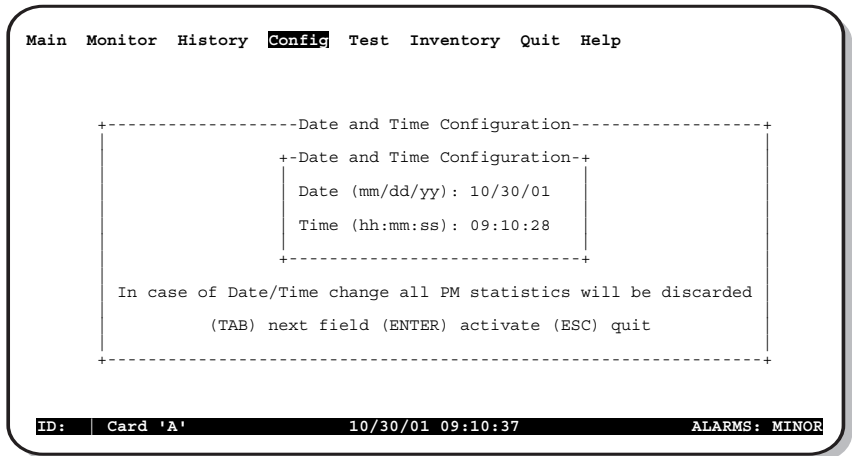 Main Monitor History Config Test Inventory Quit Help
+-------------------Date and Time Configuration-------------------+
+-Date and Time Configuration-+
Date (mm/dd/yy): 10/30/01
Time (hh:mm:ss): 09:10:28
+-----------------------------+
In case of Date/Time change all PM statistics will be discarded
(TAB) next field (ENTER) activate (ESC) quit
+-----------------------------------------------------------------+
ID: | Card 'A' 10/30/01 09:10:37 ALARMS: MINOR